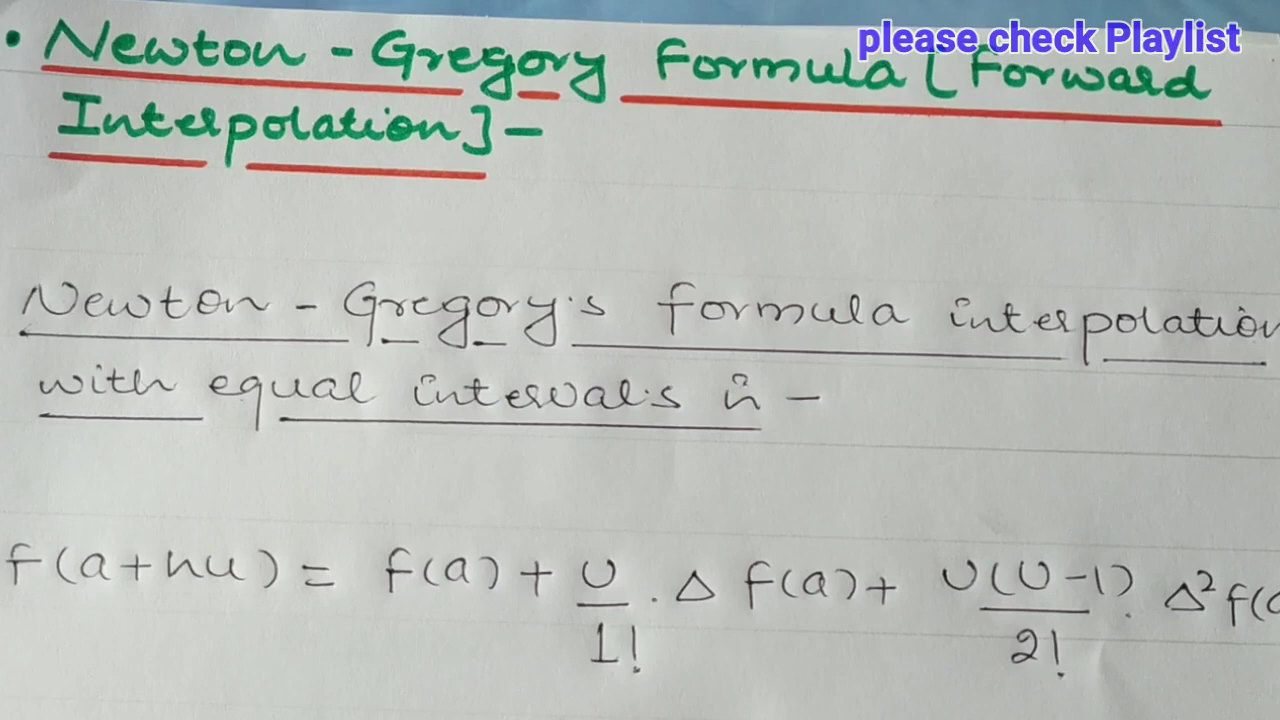 please check Playlist
• Newton - Gregory Formula [Forward
Interpolation] -
Newton - Gregory's formula interpolation
with equal intervals is -
f(a+hu) = f(a) + U/1! . Δ f(a) + U(U-1)/2! . Δ² f(a